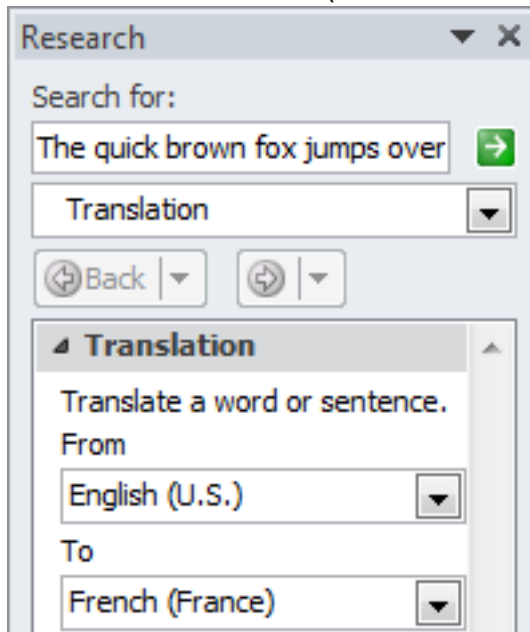 Research
Search for:
The quick brown fox jumps over
Translation
Back
Translation
Translate a word or sentence.
From
English (U.S.)
To
French (France)